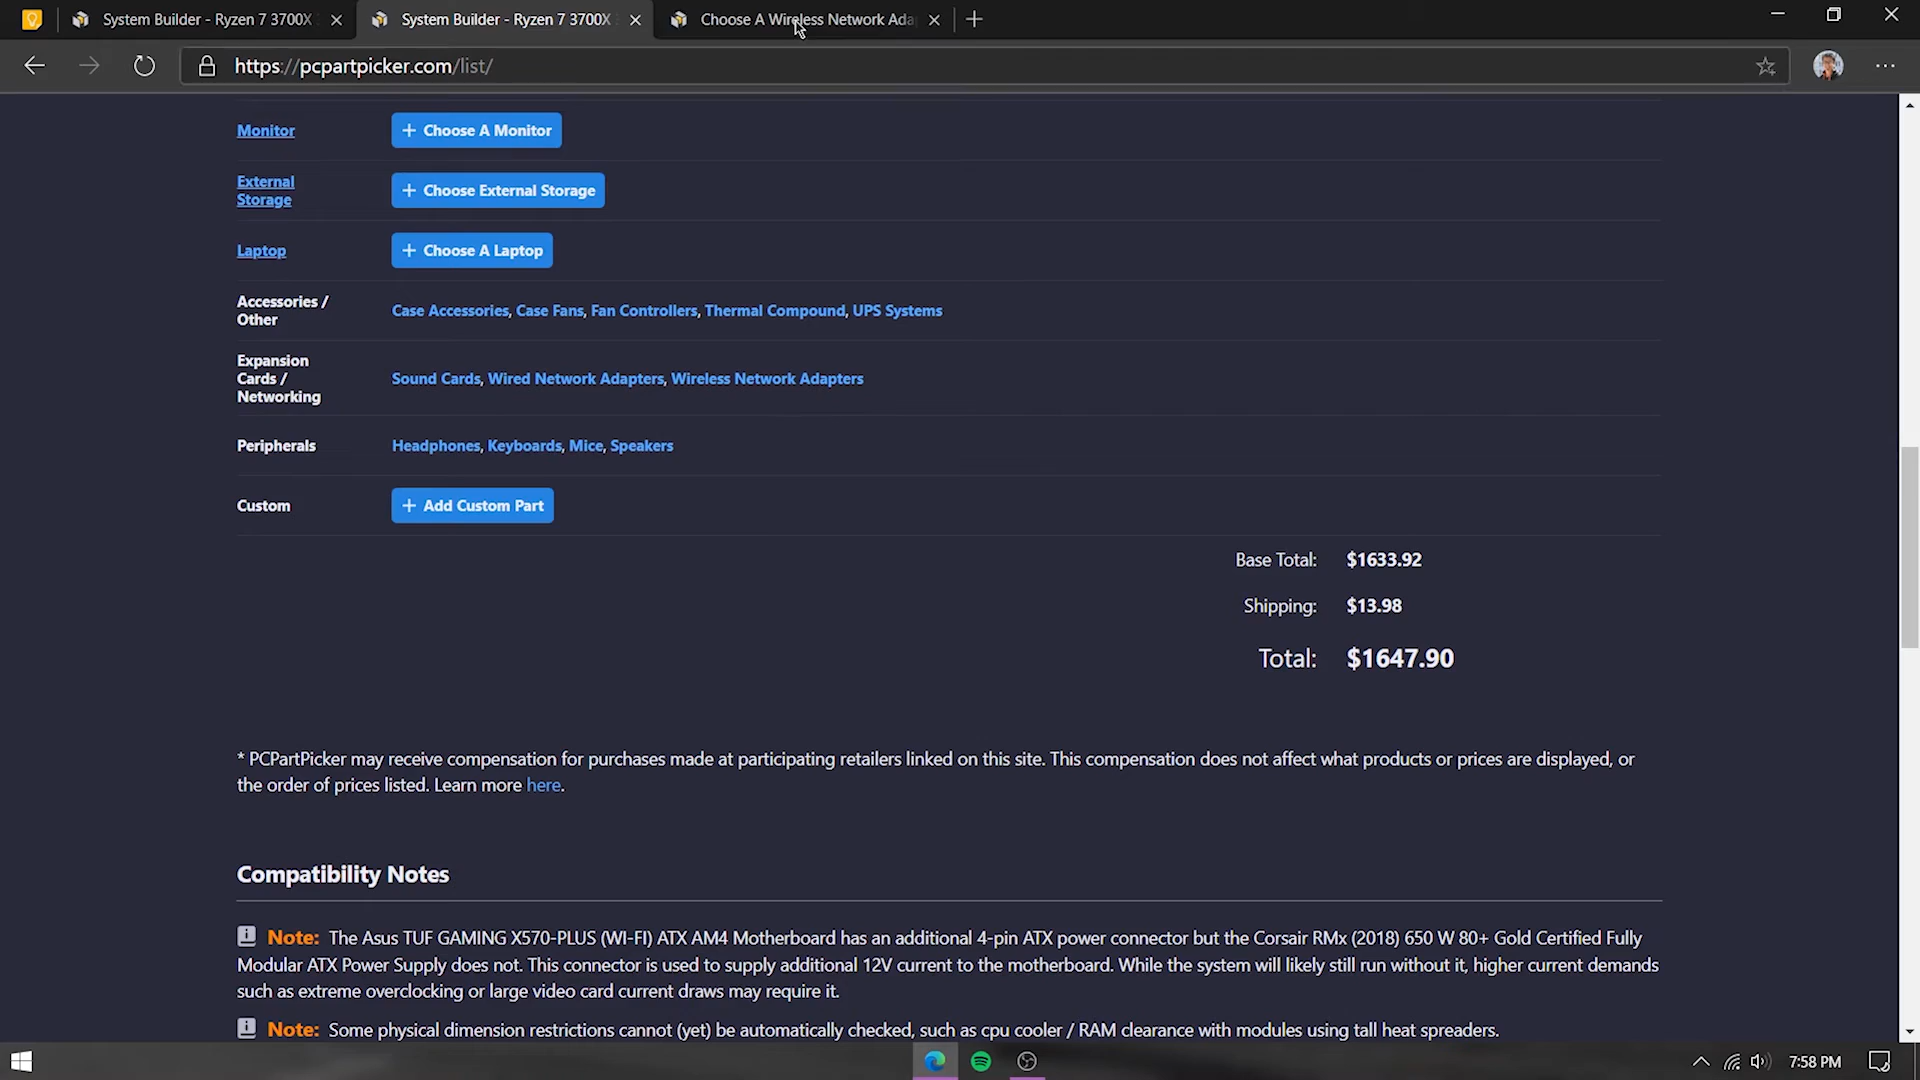 System Builder - Ryzen 7 3700X
System Builder - Ryzen 7 3700X
Choose A Wireless Network Ada
https://pcpartpicker.com/list/
Monitor
+ Choose A Monitor
External
Storage
+ Choose External Storage
Laptop
+ Choose A Laptop
Accessories /
Other
Case Accessories, Case Fans, Fan Controllers, Thermal Compound, UPS Systems
Expansion
Cards /
Networking
Sound Cards, Wired Network Adapters, Wireless Network Adapters
Peripherals
Headphones, Keyboards, Mice, Speakers
Custom
+ Add Custom Part
Base Total: $1633.92
Shipping: $13.98
Total: $1647.90
* PCPartPicker may receive compensation for purchases made at participating retailers linked on this site. This compensation does not affect what products or prices are displayed, or
the order of prices listed. Learn more here.
Compatibility Notes
Note: The Asus TUF GAMING X570-PLUS (WI-FI) ATX AM4 Motherboard has an additional 4-pin ATX power connector but the Corsair RMx (2018) 650 W 80+ Gold Certified Fully
Modular ATX Power Supply does not. This connector is used to supply additional 12V current to the motherboard. While the system will likely still run without it, higher current demands
such as extreme overclocking or large video card current draws may require it.
Note: Some physical dimension restrictions cannot (yet) be automatically checked, such as cpu cooler / RAM clearance with modules using tall heat spreaders.
7:58 PM